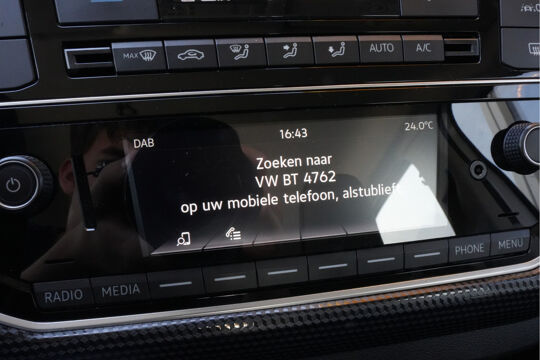 MAX
AUTO
A/C
DAB
16:43
24.0°C
Zoeken naar
VW BT 4762
op uw mobiele telefoon, alstublieft
RADIO
MEDIA
PHONE
MENU